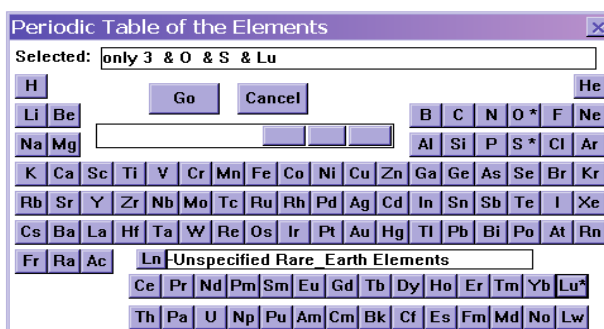 Periodic Table of the Elements
Selected: only 3 & O & S & Lu
H He
Go Cancel
Li Be B C N O * F Ne
Na Mg Al Si P S * Cl Ar
K Ca Sc Ti V Cr Mn Fe Co Ni Cu Zn Ga Ge As Se Br Kr
Rb Sr Y Zr Nb Mo Tc Ru Rh Pd Ag Cd In Sn Sb Te I Xe
Cs Ba La Hf Ta W Re Os Ir Pt Au Hg Tl Pb Bi Po At Rn
Fr Ra Ac Ln -Unspecified Rare_Earth Elements
Ce Pr Nd Pm Sm Eu Gd Tb Dy Ho Er Tm Yb Lu*
Th Pa U Np Pu Am Cm Bk Cf Es Fm Md No Lw